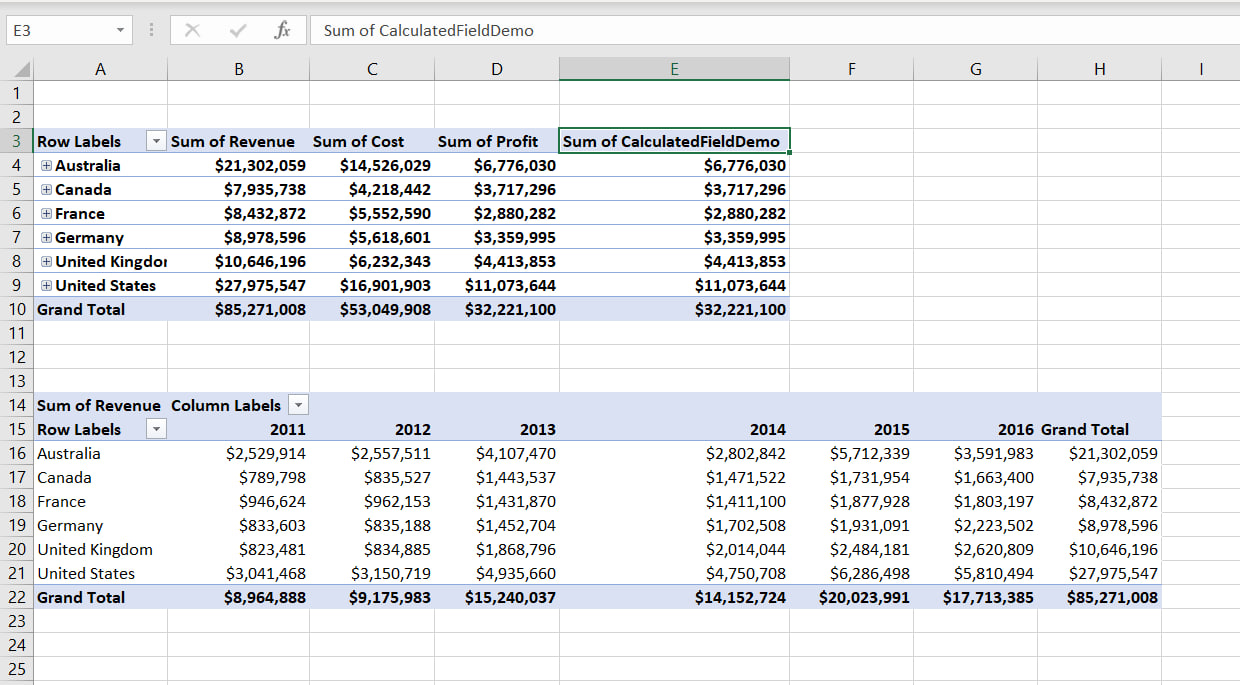 E3 fx Sum of CalculatedFieldDemo
A B C D E F G H I
1
2
3 Row Labels Sum of Revenue Sum of Cost Sum of Profit Sum of CalculatedFieldDemo
4 Australia $21,302,059 $14,526,029 $6,776,030 $6,776,030
5 Canada $7,935,738 $4,218,442 $3,717,296 $3,717,296
6 France $8,432,872 $5,552,590 $2,880,282 $2,880,282
7 Germany $8,978,596 $5,618,601 $3,359,995 $3,359,995
8 United Kingdor $10,646,196 $6,232,343 $4,413,853 $4,413,853
9 United States $27,975,547 $16,901,903 $11,073,644 $11,073,644
10 Grand Total $85,271,008 $53,049,908 $32,221,100 $32,221,100
11
12
13
14 Sum of Revenue Column Labels
15 Row Labels 2011 2012 2013 2014 2015 2016 Grand Total
16 Australia $2,529,914 $2,557,511 $4,107,470 $2,802,842 $5,712,339 $3,591,983 $21,302,059
17 Canada $789,798 $835,527 $1,443,537 $1,471,522 $1,731,954 $1,663,400 $7,935,738
18 France $946,624 $962,153 $1,431,870 $1,411,100 $1,877,928 $1,803,197 $8,432,872
19 Germany $833,603 $835,188 $1,452,704 $1,702,508 $1,931,091 $2,223,502 $8,978,596
20 United Kingdom $823,481 $834,885 $1,868,796 $2,014,044 $2,484,181 $2,620,809 $10,646,196
21 United States $3,041,468 $3,150,719 $4,935,660 $4,750,708 $6,286,498 $5,810,494 $27,975,547
22 Grand Total $8,964,888 $9,175,983 $15,240,037 $14,152,724 $20,023,991 $17,713,385 $85,271,008
23
24
25